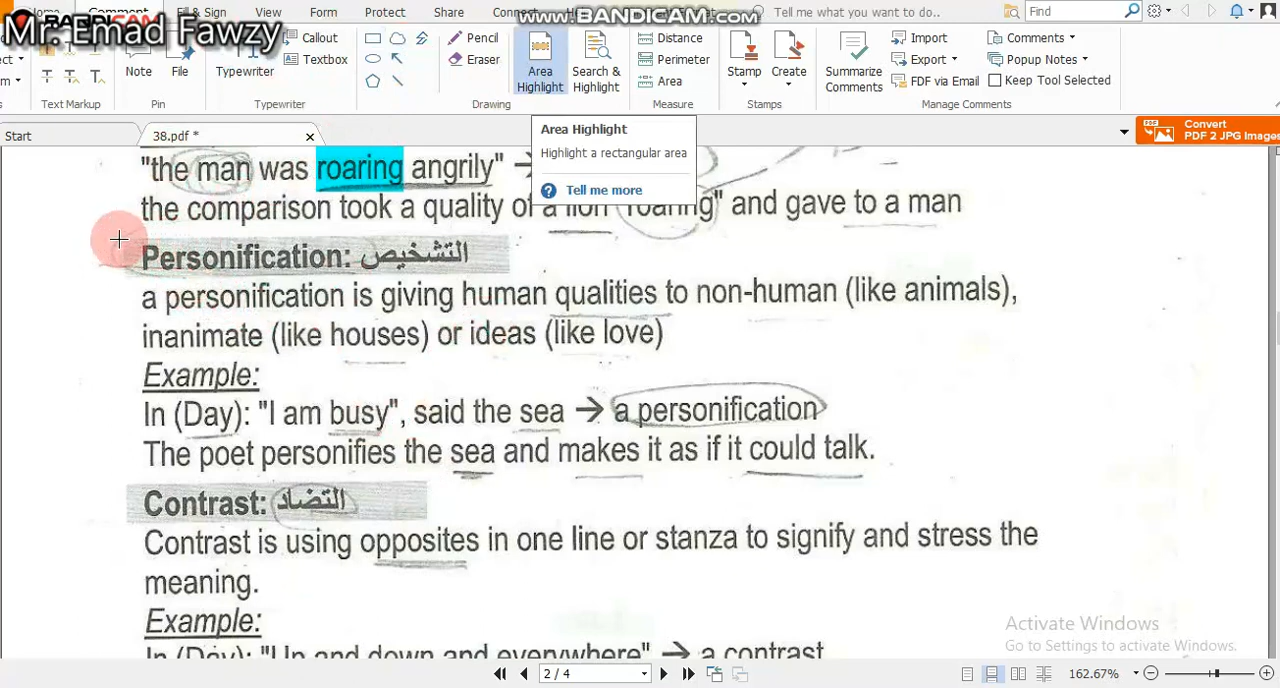 www.BANDICAM.com
Mr. Emad Fawzy
Comment & Sign View Form Protect Share Tell me what you want to do.. Find
Note File Typewriter Callout Textbox Pencil Eraser Area Highlight Search & Highlight Distance Perimeter Area Stamp Create Summarize Comments Import Export FDF via Email Comments Popup Notes Keep Tool Selected
Text Markup Pin Typewriter Drawing Measure Stamps Manage Comments
Start 38.pdf *
Convert
PDF 2 JPG Images
Area Highlight
Highlight a rectangular area
Tell me more
"the man was roaring angrily"
the comparison took a quality of a lion "roaring" and gave to a man
Personification: التشخيص
a personification is giving human qualities to non-human (like animals),
inanimate (like houses) or ideas (like love)
Example:
In (Day): "I am busy", said the sea → a personification
The poet personifies the sea and makes it as if it could talk.
Contrast: التضاد
Contrast is using opposites in one line or stanza to signify and stress the
meaning.
Example:
In (Day): "Up and down and everywhere" → a contrast
Activate Windows
Go to Settings to activate Windows.
2 / 4
162.67%